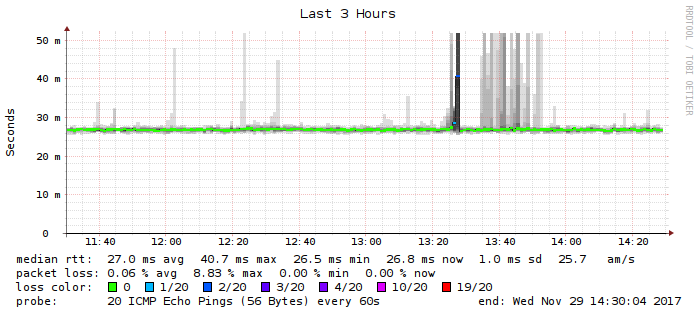 Last 3 Hours
RRDTOOL / TOBI OETIKER
Seconds
50 m
40 m
30 m
20 m
10 m
0
11:40 12:00 12:20 12:40 13:00 13:20 13:40 14:00 14:20
median rtt: 27.0 ms avg 40.7 ms max 26.5 ms min 26.8 ms now 1.0 ms sd 25.7 am/s
packet loss: 0.06 % avg 8.83 % max 0.00 % min 0.00 % now
loss color: 0 1/20 2/20 3/20 4/20 10/20 19/20
probe: 20 ICMP Echo Pings (56 Bytes) every 60s end: Wed Nov 29 14:30:04 2017